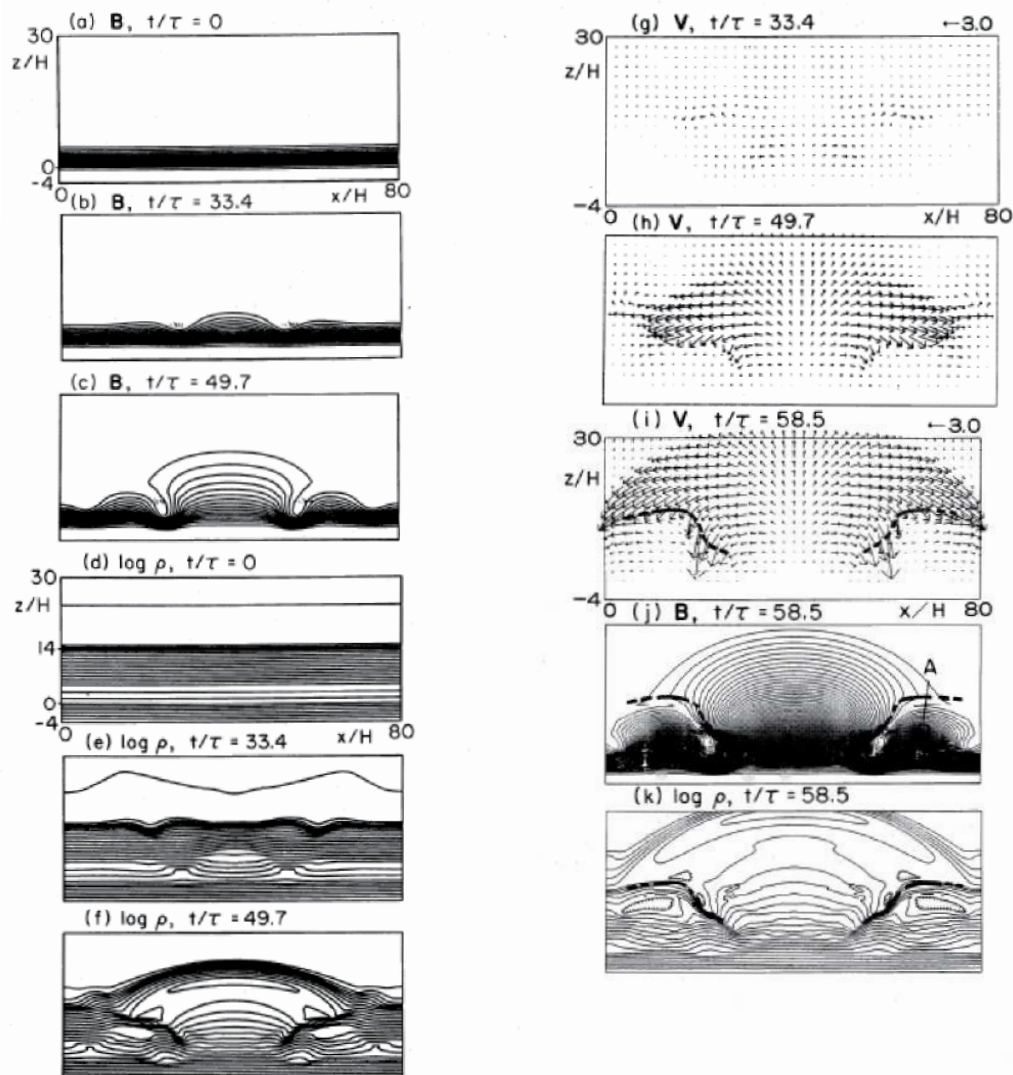 (a) B, t/τ = 0
30
z/H
0
-4
0
x/H
80
(b) B, t/τ = 33.4
(c) B, t/τ = 49.7
(d) log ρ, t/τ = 0
30
z/H
14
0
-4
0
x/H
80
(e) log ρ, t/τ = 33.4
(f) log ρ, t/τ = 49.7
(g) V, t/τ = 33.4
←3.0
30
z/H
-4
0
x/H
80
(h) V, t/τ = 49.7
(i) V, t/τ = 58.5
←3.0
30
z/H
-4
0
x/H
80
(j) B, t/τ = 58.5
A
(k) log ρ, t/τ = 58.5